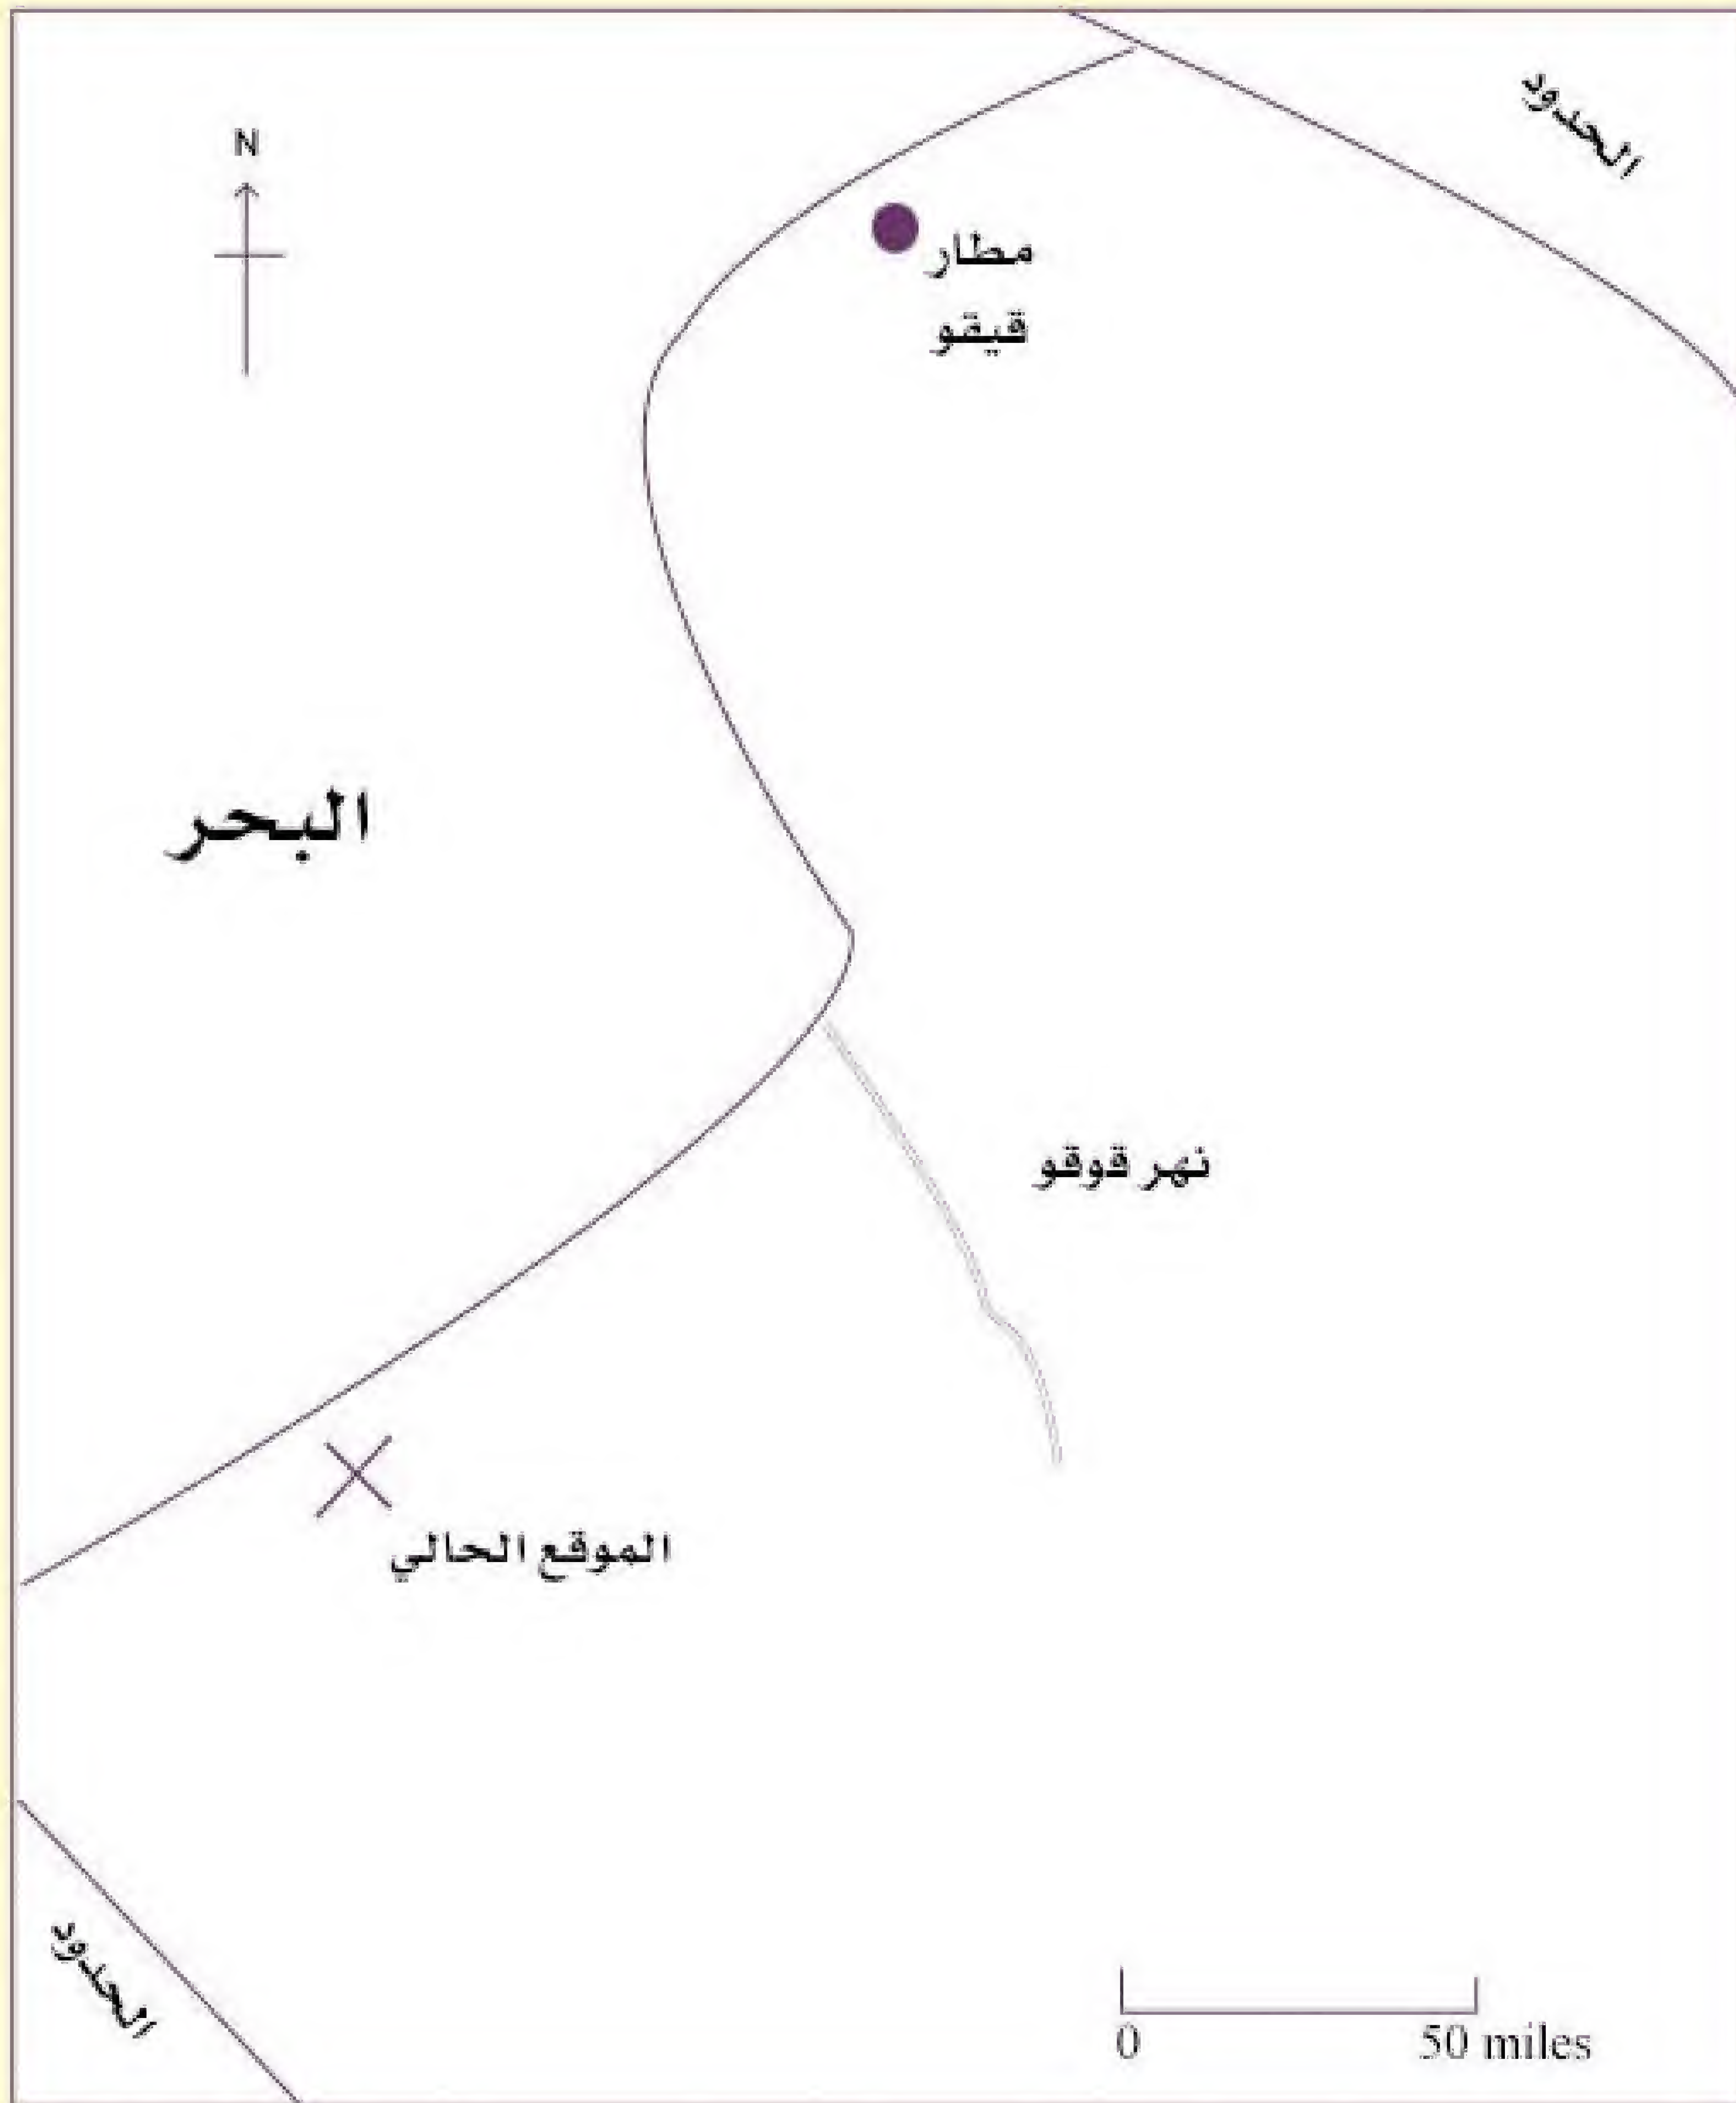 الحدود
N
مطار
قيقو
البحر
نهر قوقو
الموقع الحالي
الحدود
0 50 miles